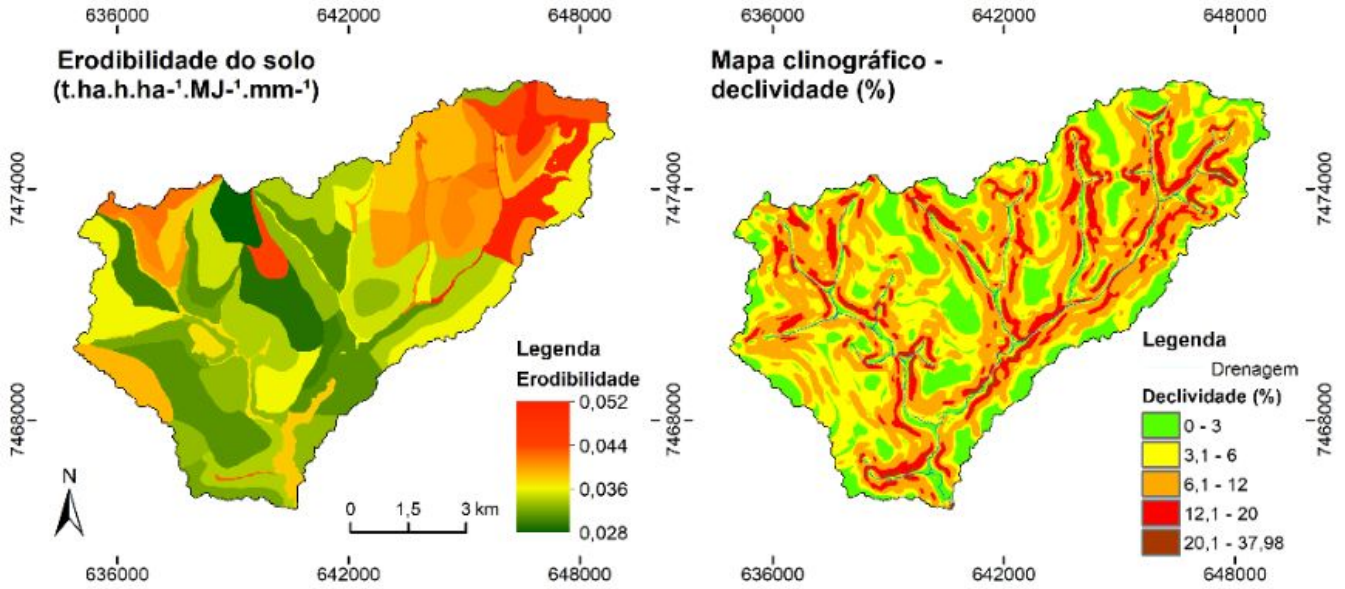 636000
642000
648000
Erodibilidade do solo
(t.ha.h.ha-¹.MJ-¹.mm-¹)
7474000
7468000
Legenda
Erodibilidade
0,052
0,044
0,036
0,028
N
0
1,5
3 km
7474000
7468000
636000
642000
648000
636000
642000
648000
Mapa clinográfico -
declividade (%)
7474000
7468000
Legenda
Drenagem
Declividade (%)
0 - 3
3,1 - 6
6,1 - 12
12,1 - 20
20,1 - 37,98
636000
642000
648000